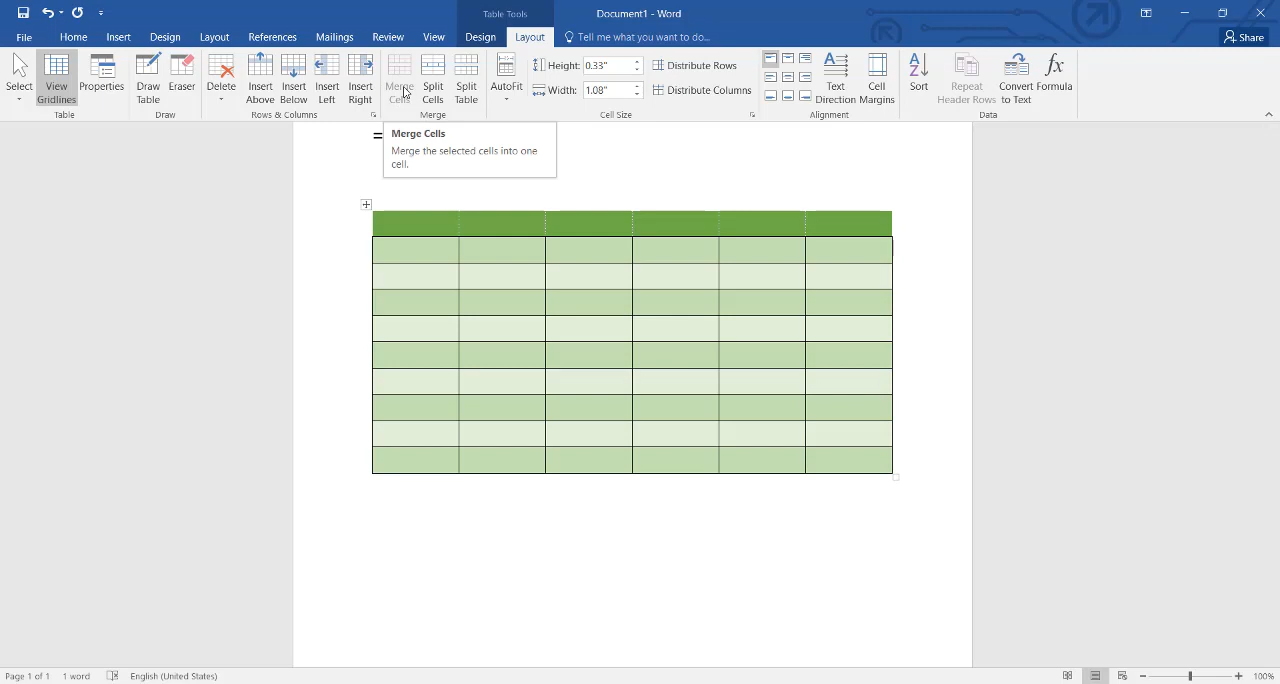 Table Tools
Document1 - Word
File
Home
Insert
Design
Layout
References
Mailings
Review
View
Design
Layout
Tell me what you want to do...
Share
Select
View
Gridlines
Properties
Table
Draw
Table
Eraser
Draw
Delete
Insert
Above
Insert
Below
Insert
Left
Insert
Right
Rows & Columns
Merge
Cells
Split
Cells
Split
Table
Merge
AutoFit
Height: 0.33"
Width: 1.08"
Distribute Rows
Distribute Columns
Cell Size
Text
Direction
Cell
Margins
Alignment
A
Z
Sort
Repeat
Header Rows
Convert
to Text
fx
Formula
Data
=
Merge Cells
Merge the selected cells into one
cell.
Page 1 of 1
1 word
English (United States)
100%